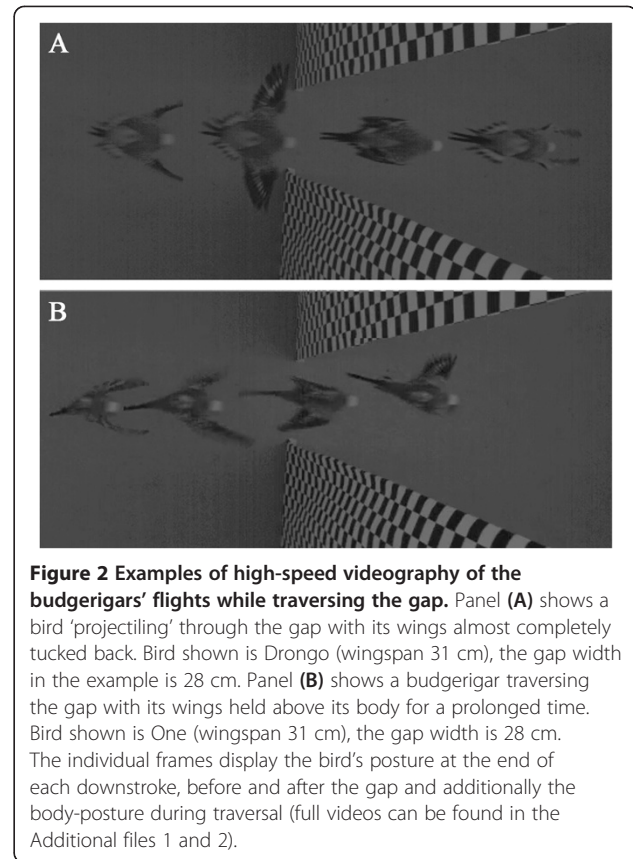 A
B
Figure 2 Examples of high-speed videography of the
budgerigars’ flights while traversing the gap. Panel (A) shows a
bird ‘projectiling’ through the gap with its wings almost completely
tucked back. Bird shown is Drongo (wingspan 31 cm), the gap width
in the example is 28 cm. Panel (B) shows a budgerigar traversing
the gap with its wings held above its body for a prolonged time.
Bird shown is One (wingspan 31 cm), the gap width is 28 cm.
The individual frames display the bird’s posture at the end of
each downstroke, before and after the gap and additionally the
body-posture during traversal (full videos can be found in the
Additional files 1 and 2).